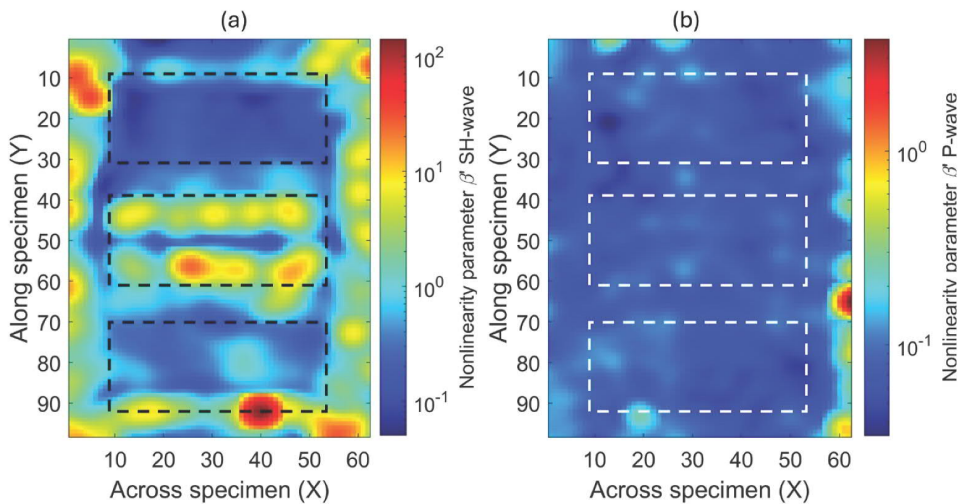 (a)
(b)
10
20
30
40
50
60
70
80
90
Along specimen (Y)
10 20 30 40 50 60
Across specimen (X)
10²
10¹
10⁰
10⁻¹
Nonlinearity parameter β' SH-wave
10
20
30
40
50
60
70
80
90
Along specimen (Y)
10 20 30 40 50 60
Across specimen (X)
10⁰
10⁻¹
Nonlinearity parameter β' P-wave